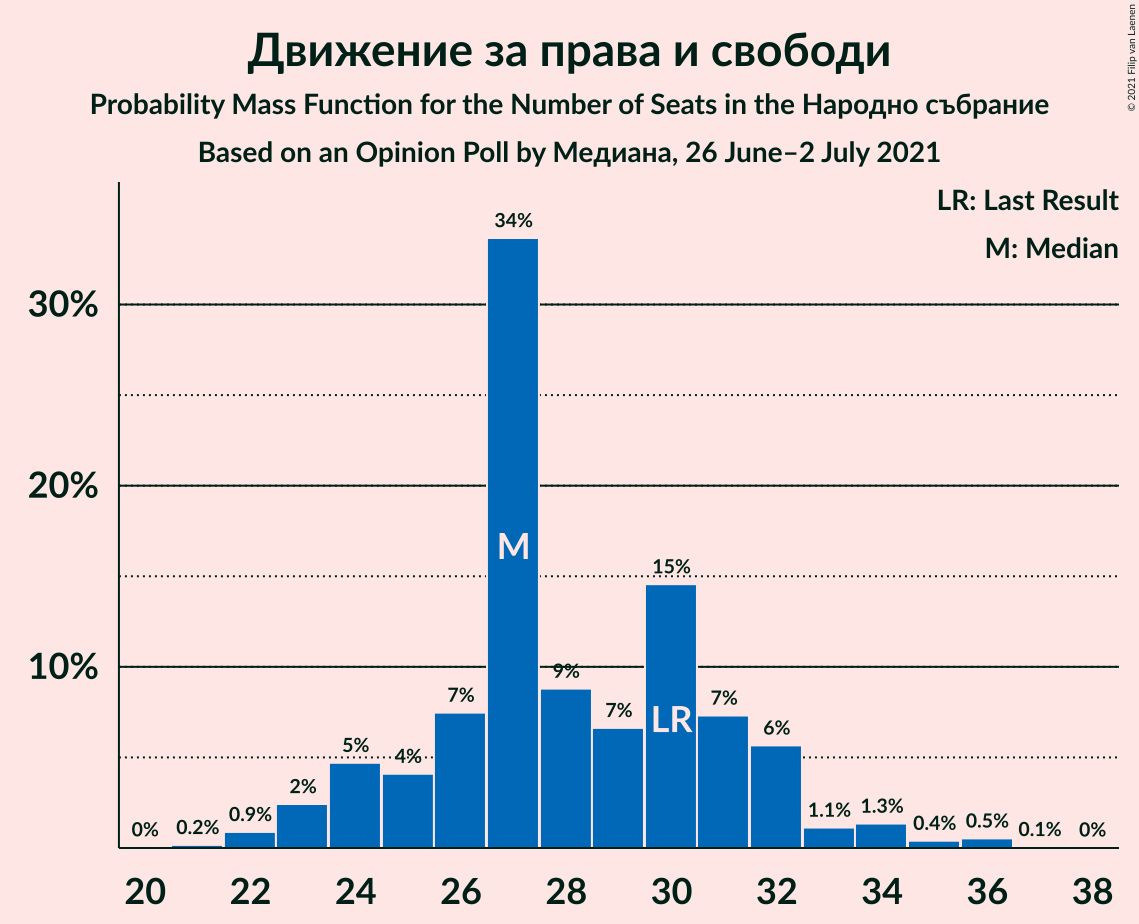 Движение за права и свободи
Probability Mass Function for the Number of Seats in the Народно събрание
Based on an Opinion Poll by Медиана, 26 June–2 July 2021
© 2021 Filip van Laenen
LR: Last Result
M: Median
30%
20%
10%
0%
0.2%
0.9%
2%
5%
4%
7%
34%
9%
7%
15%
7%
6%
1.1%
1.3%
0.4%
0.5%
0.1%
0%
M
LR
20 22 24 26 28 30 32 34 36 38